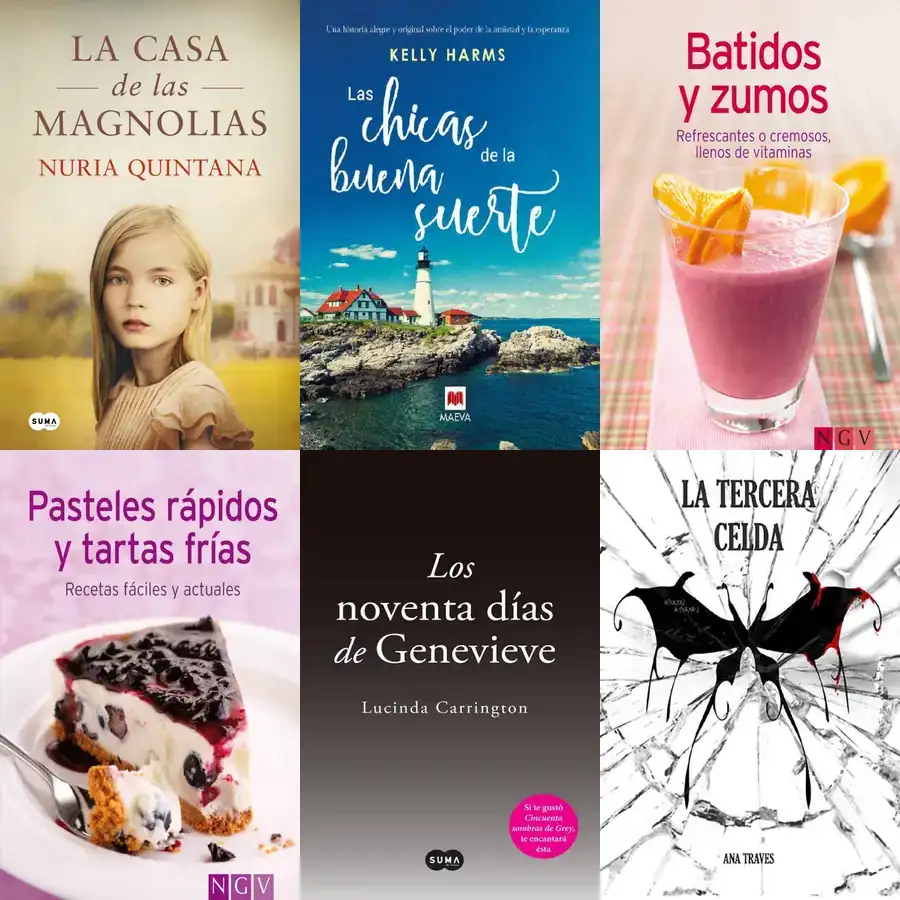 LA CASA
de las
MAGNOLIAS
NURIA QUINTANA
SUMA
Una historia alegre y original sobre el poder de la amistad y la esperanza
KELLY HARMS
Las
chicas
de la
buena
suerte
MAEVA
Batidos
y zumos
Refrescantes o cremosos,
llenos de vitaminas
NGV
Pasteles rápidos
y tartas frías
Recetas fáciles y actuales
NGV
Los
noventa días
de Genevieve
Lucinda Carrington
Si te gustó
Cincuenta
sombras de Grey,
te encantará
ésta
SUMA
LA TERCERA
CELDA
ANA TRAVES